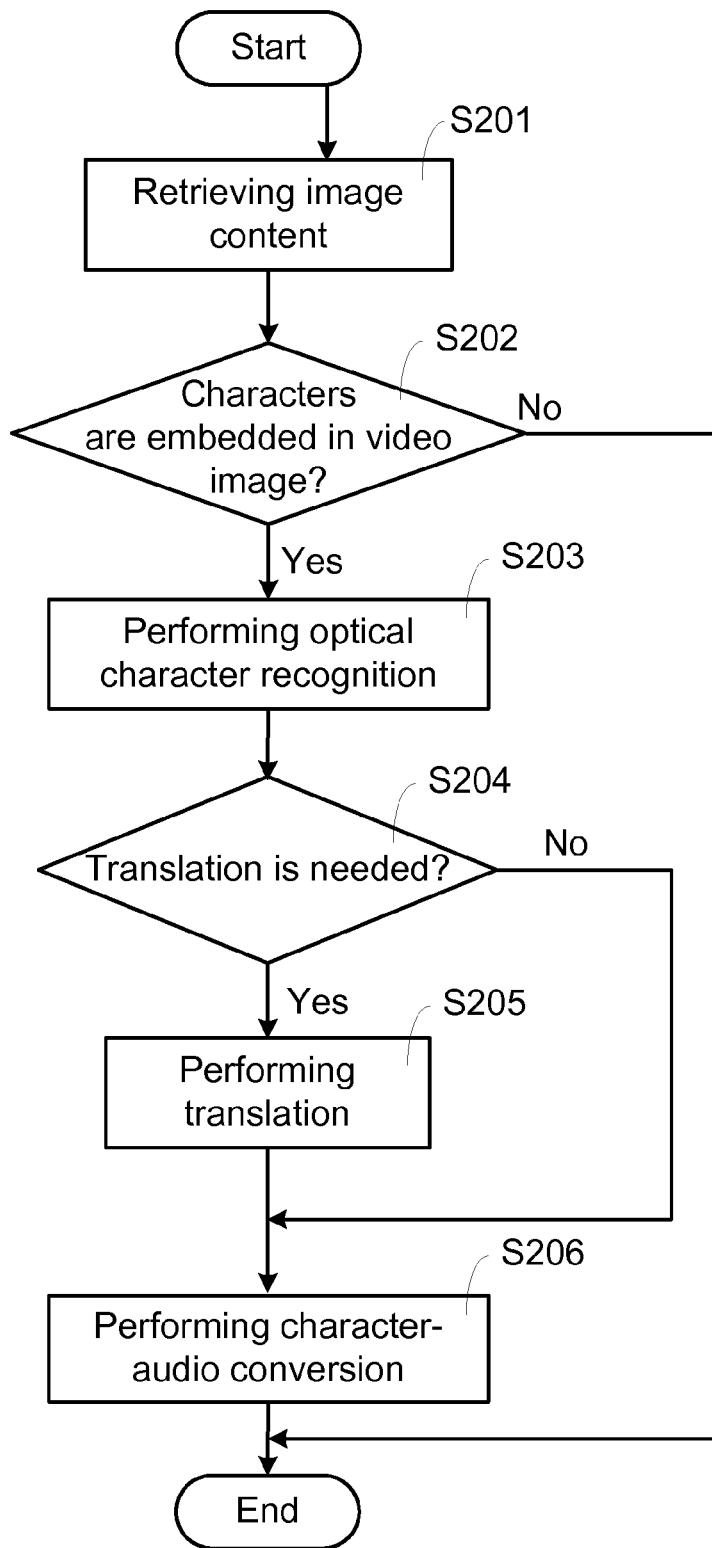 Start
S201
Retrieving image
content
S202
Characters
are embedded in video
image?
No
Yes
S203
Performing optical
character recognition
S204
Translation is needed?
No
Yes
S205
Performing
translation
S206
Performing character-
audio conversion
End